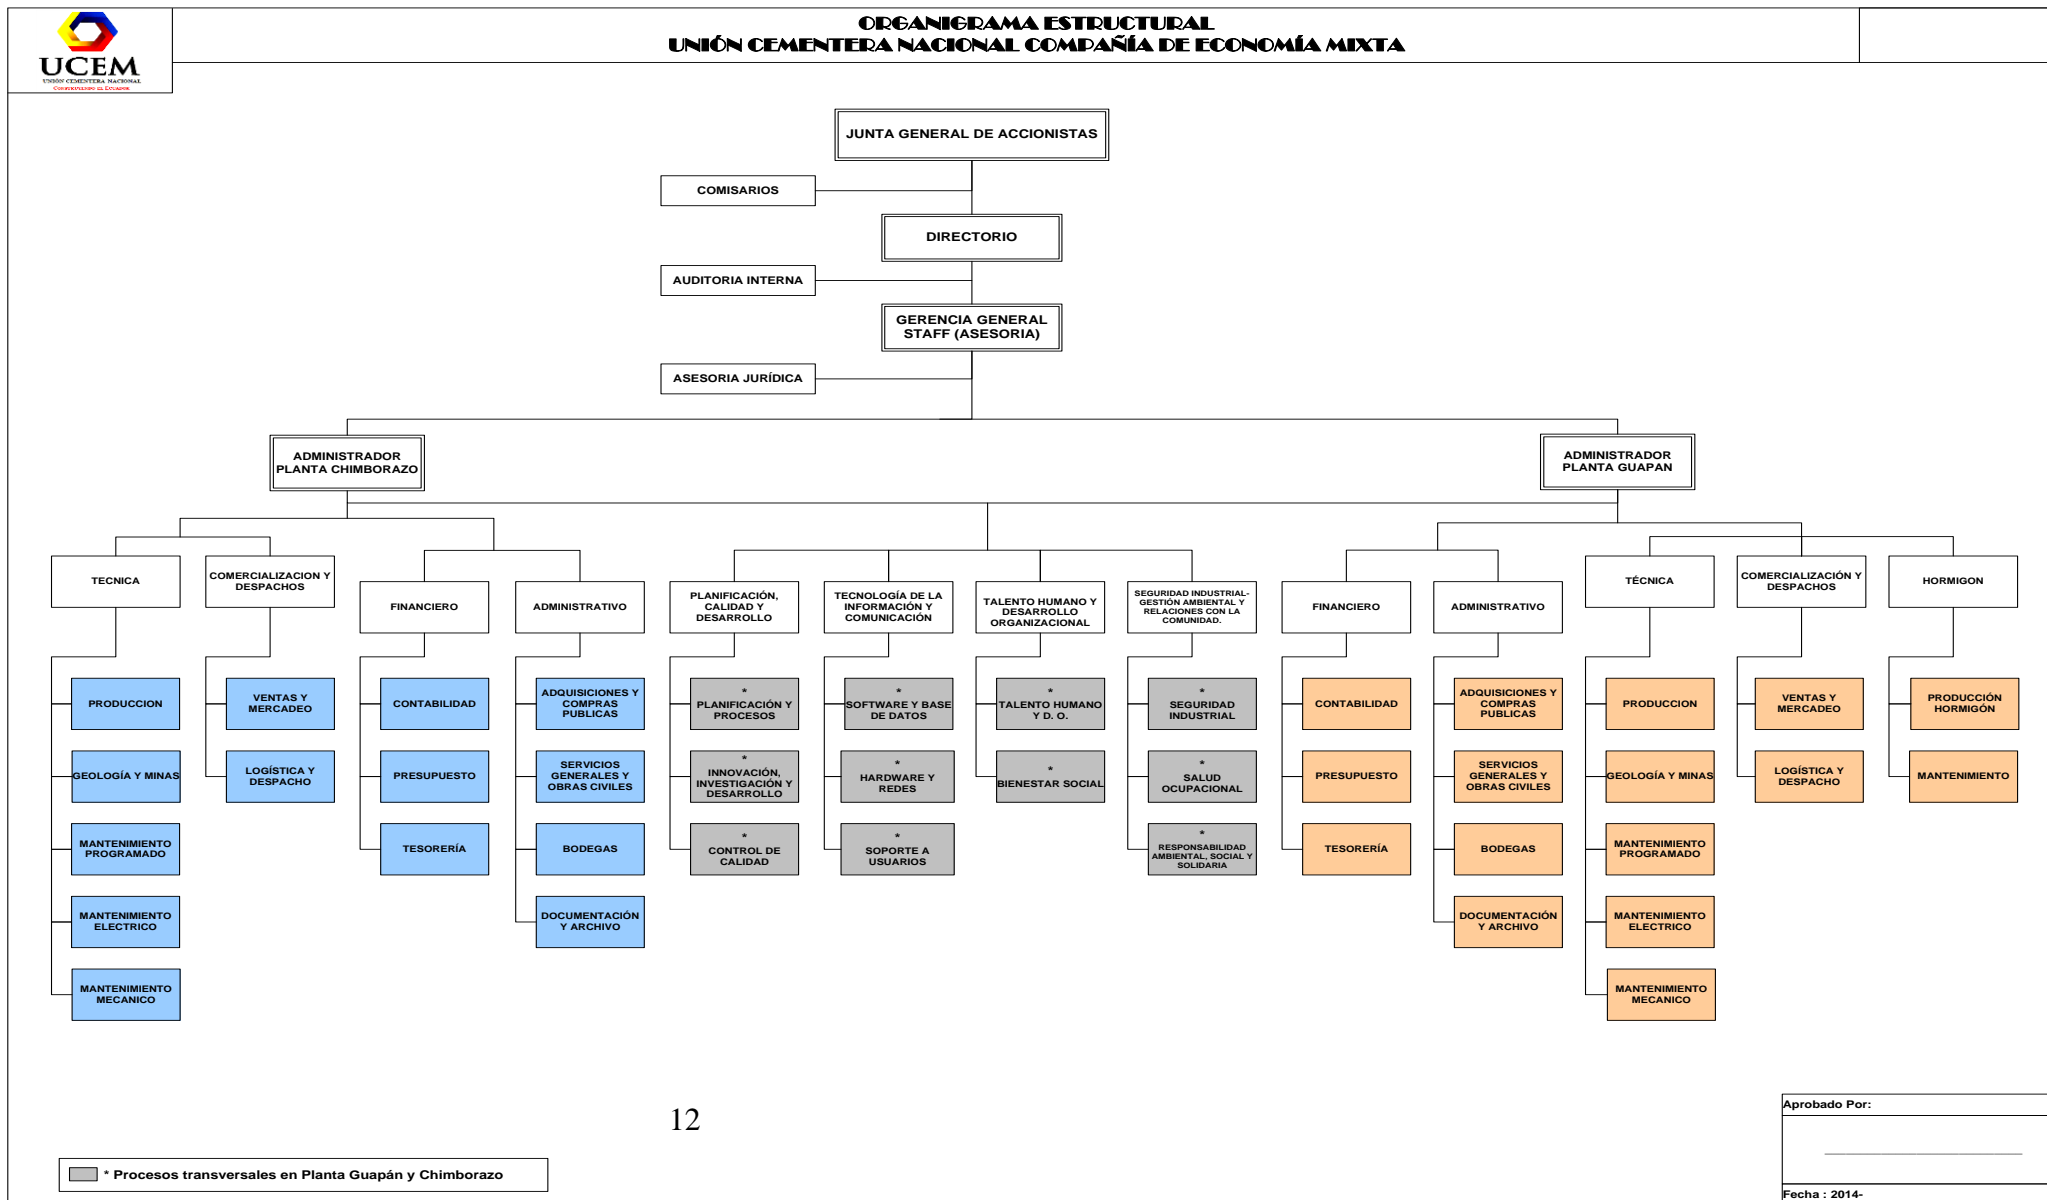 ORGANIGRAMA ESTRUCTURAL
UNIÓN CEMENTERA NACIONAL COMPAÑÍA DE ECONOMÍA MIXTA
UCEM
UNIÓN CEMENTERA NACIONAL
CONSTRUYENDO EL ECUADOR
JUNTA GENERAL DE ACCIONISTAS
COMISARIOS
DIRECTORIO
AUDITORIA INTERNA
GERENCIA GENERAL
STAFF (ASESORIA)
ASESORIA JURÍDICA
ADMINISTRADOR
PLANTA CHIMBORAZO
ADMINISTRADOR
PLANTA GUAPAN
TECNICA
COMERCIALIZACION Y
DESPACHOS
FINANCIERO
ADMINISTRATIVO
PLANIFICACIÓN,
CALIDAD Y
DESARROLLO
TECNOLOGÍA DE LA
INFORMACIÓN Y
COMUNICACIÓN
TALENTO HUMANO Y
DESARROLLO
ORGANIZACIONAL
SEGURIDAD INDUSTRIAL-
GESTIÓN AMBIENTAL Y
RELACIONES CON LA
COMUNIDAD.
FINANCIERO
ADMINISTRATIVO
TÉCNICA
COMERCIALIZACIÓN Y
DESPACHOS
HORMIGON
PRODUCCION
VENTAS Y
MERCADEO
CONTABILIDAD
ADQUISICIONES Y
COMPRAS
PUBLICAS
*
PLANIFICACIÓN Y
PROCESOS
*
SOFTWARE Y BASE
DE DATOS
*
TALENTO HUMANO
Y D. O.
*
SEGURIDAD
INDUSTRIAL
CONTABILIDAD
ADQUISICIONES Y
COMPRAS
PUBLICAS
PRODUCCION
VENTAS Y
MERCADEO
PRODUCCIÓN
HORMIGÓN
GEOLOGÍA Y MINAS
LOGÍSTICA Y
DESPACHO
PRESUPUESTO
SERVICIOS
GENERALES Y
OBRAS CIVILES
*
INNOVACIÓN,
INVESTIGACIÓN Y
DESARROLLO
*
HARDWARE Y
REDES
*
BIENESTAR SOCIAL
*
SALUD
OCUPACIONAL
PRESUPUESTO
SERVICIOS
GENERALES Y
OBRAS CIVILES
GEOLOGÍA Y MINAS
LOGÍSTICA Y
DESPACHO
MANTENIMIENTO
MANTENIMIENTO
PROGRAMADO
TESORERÍA
BODEGAS
*
CONTROL DE
CALIDAD
*
SOPORTE A
USUARIOS
*
RESPONSABILIDAD
AMBIENTAL, SOCIAL Y
SOLIDARIA
TESORERÍA
BODEGAS
MANTENIMIENTO
PROGRAMADO
MANTENIMIENTO
ELECTRICO
DOCUMENTACIÓN
Y ARCHIVO
DOCUMENTACIÓN
Y ARCHIVO
MANTENIMIENTO
ELECTRICO
MANTENIMIENTO
MECANICO
MANTENIMIENTO
MECANICO
12
* Procesos transversales en Planta Guapán y Chimborazo
Aprobado Por:
Fecha : 2014-